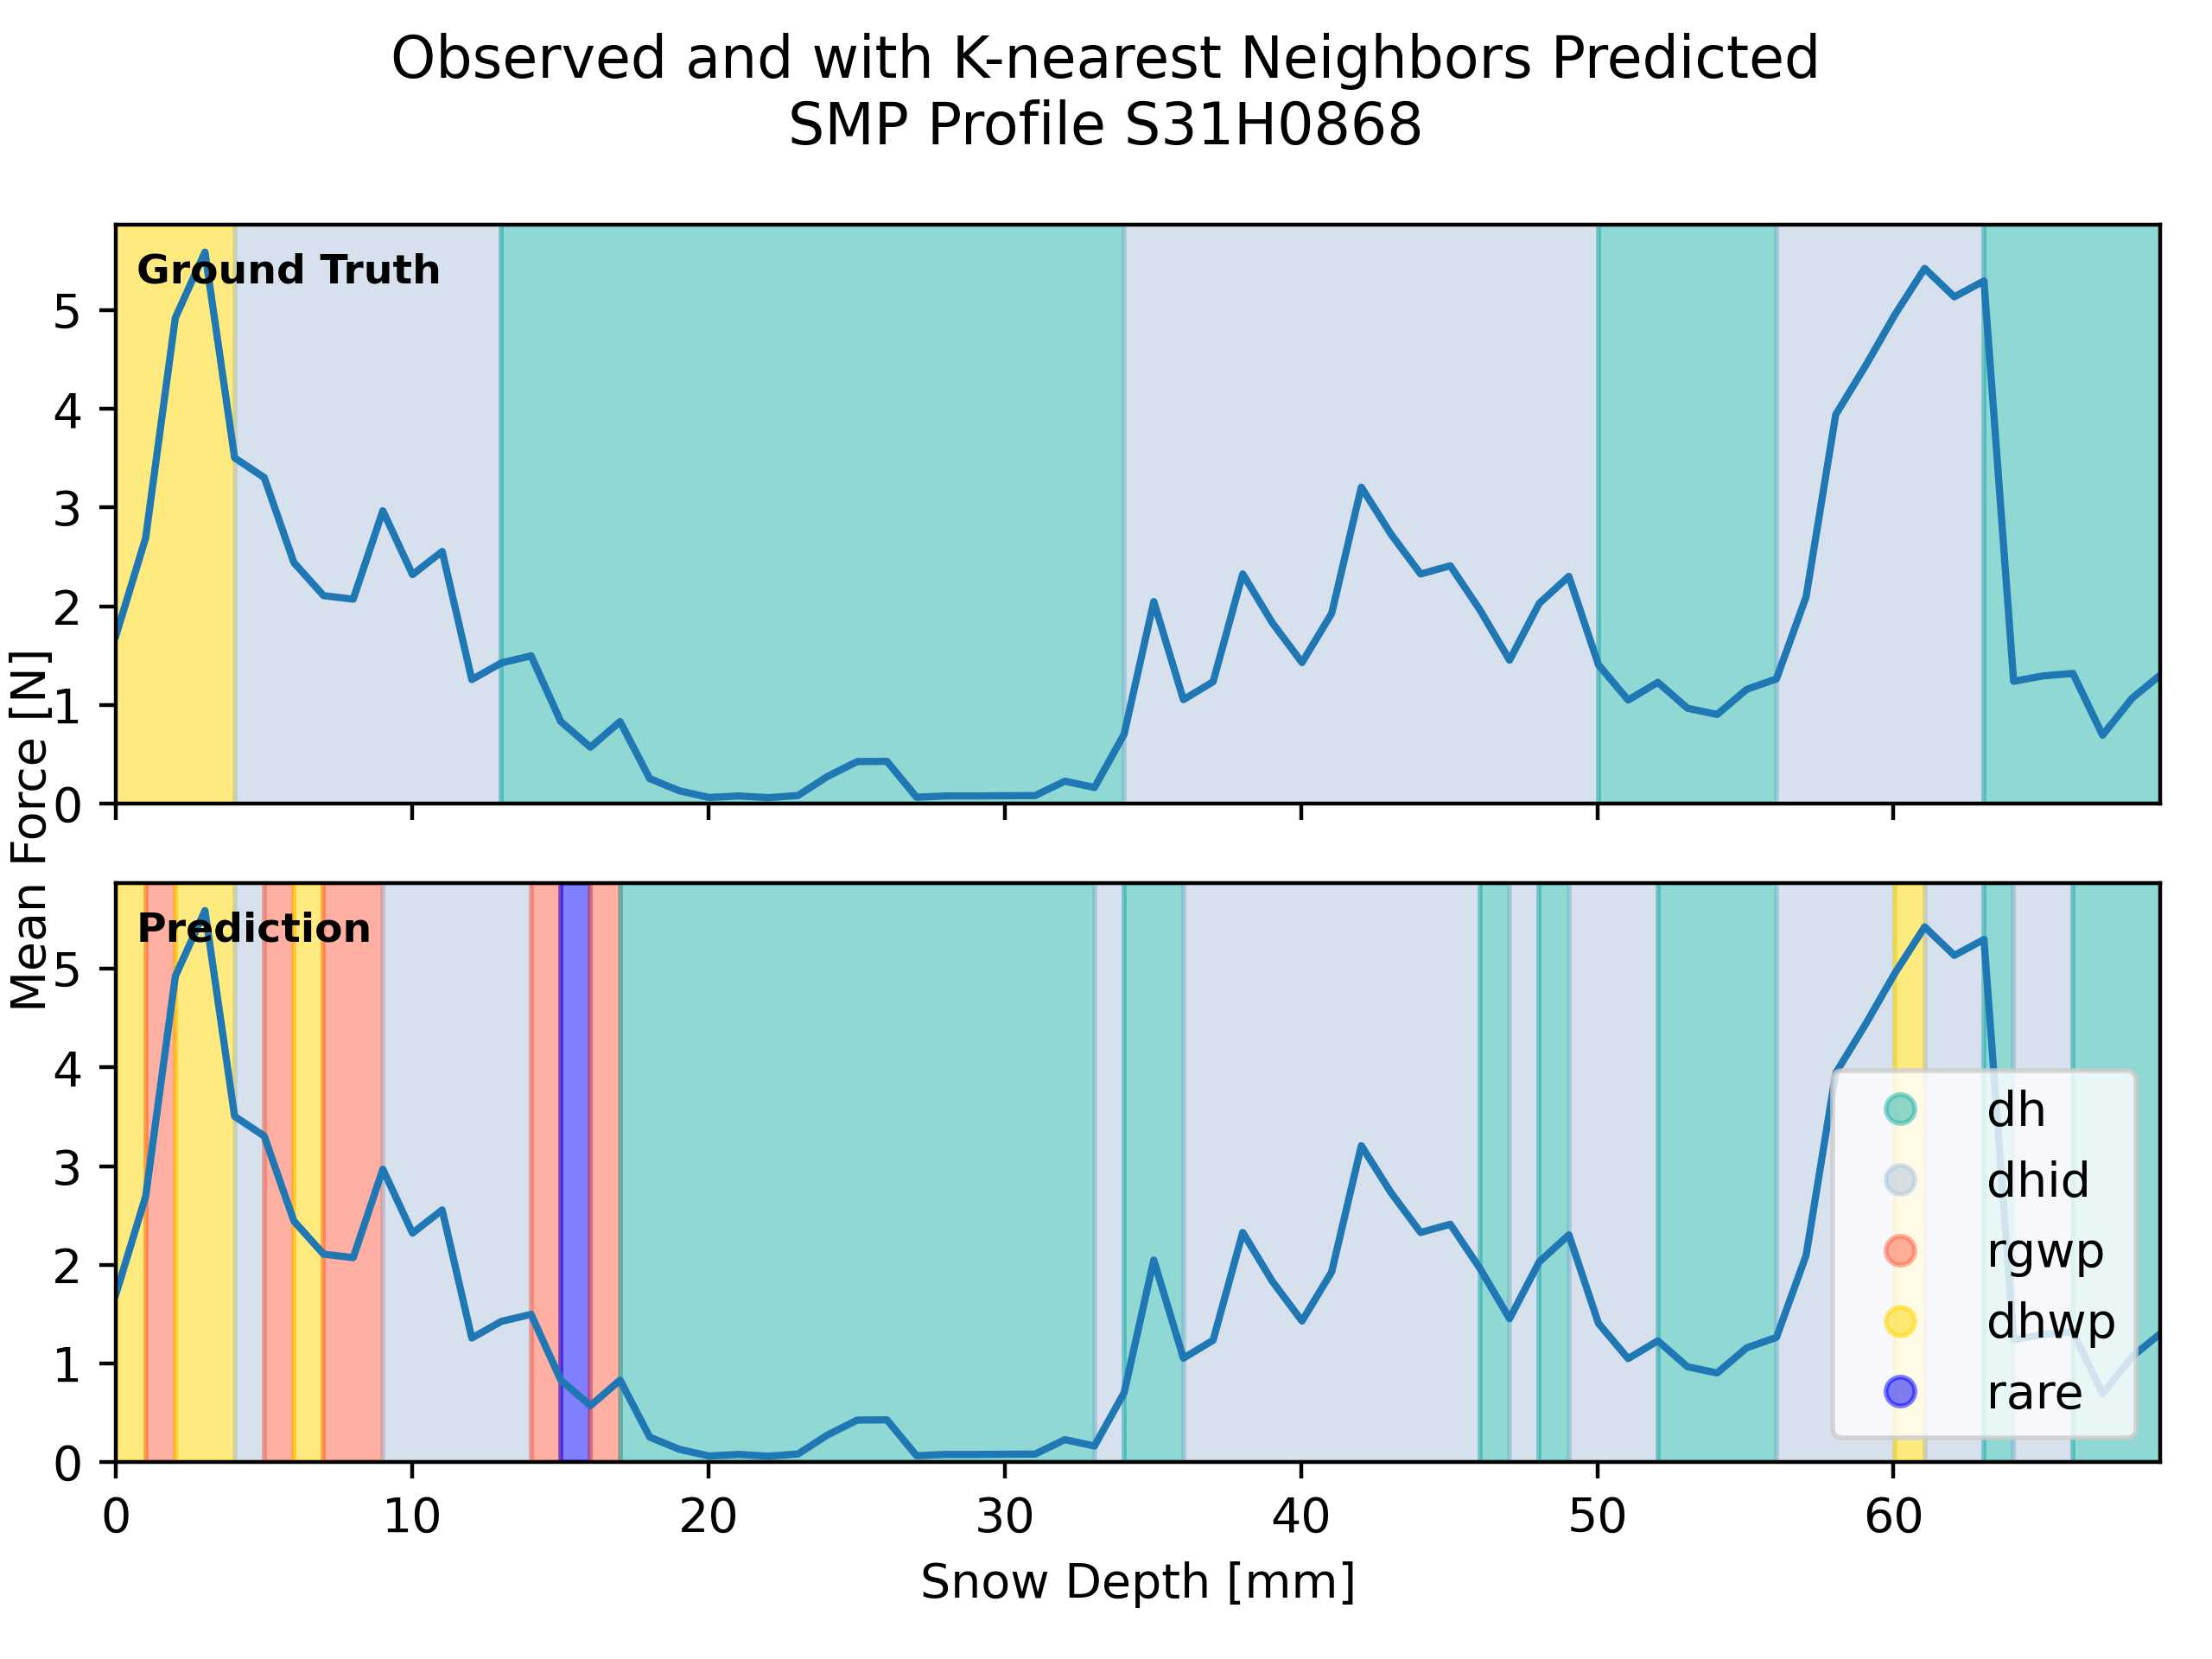 Observed and with K-nearest Neighbors Predicted
SMP Profile S31H0868
Ground Truth
5
4
3
2
1
0
Mean Force [N]
Prediction
5
4
3
2
1
0
dh
dhid
rgwp
dhwp
rare
0 10 20 30 40 50 60
Snow Depth [mm]